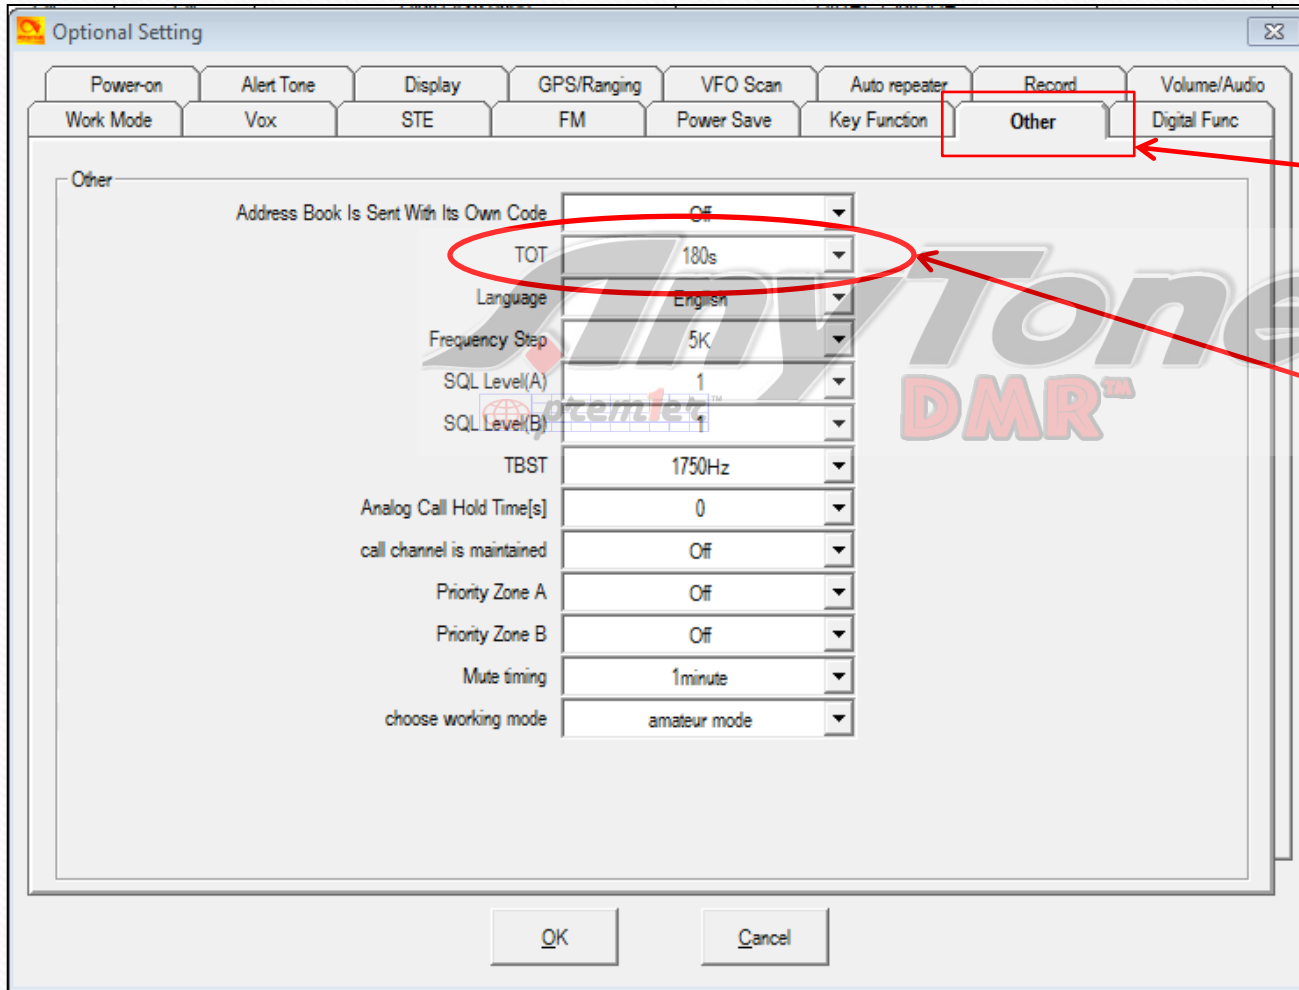 Optional Setting
Power-on Alert Tone Display GPS/Ranging VFO Scan Auto repeater Record Volume/Audio
Work Mode Vox STE FM Power Save Key Function Other Digital Func
Other
Address Book Is Sent With Its Own Code Off
TOT 180s
Language English
Frequency Step 5K
SQL Level(A) 1
SQL Level(B) 1
TBST 1750Hz
Analog Call Hold Time[s] 0
call channel is maintained Off
Priority Zone A Off
Priority Zone B Off
Mute timing 1minute
choose working mode amateur mode
OK Cancel
AnyTone
DMR™
prem1er™